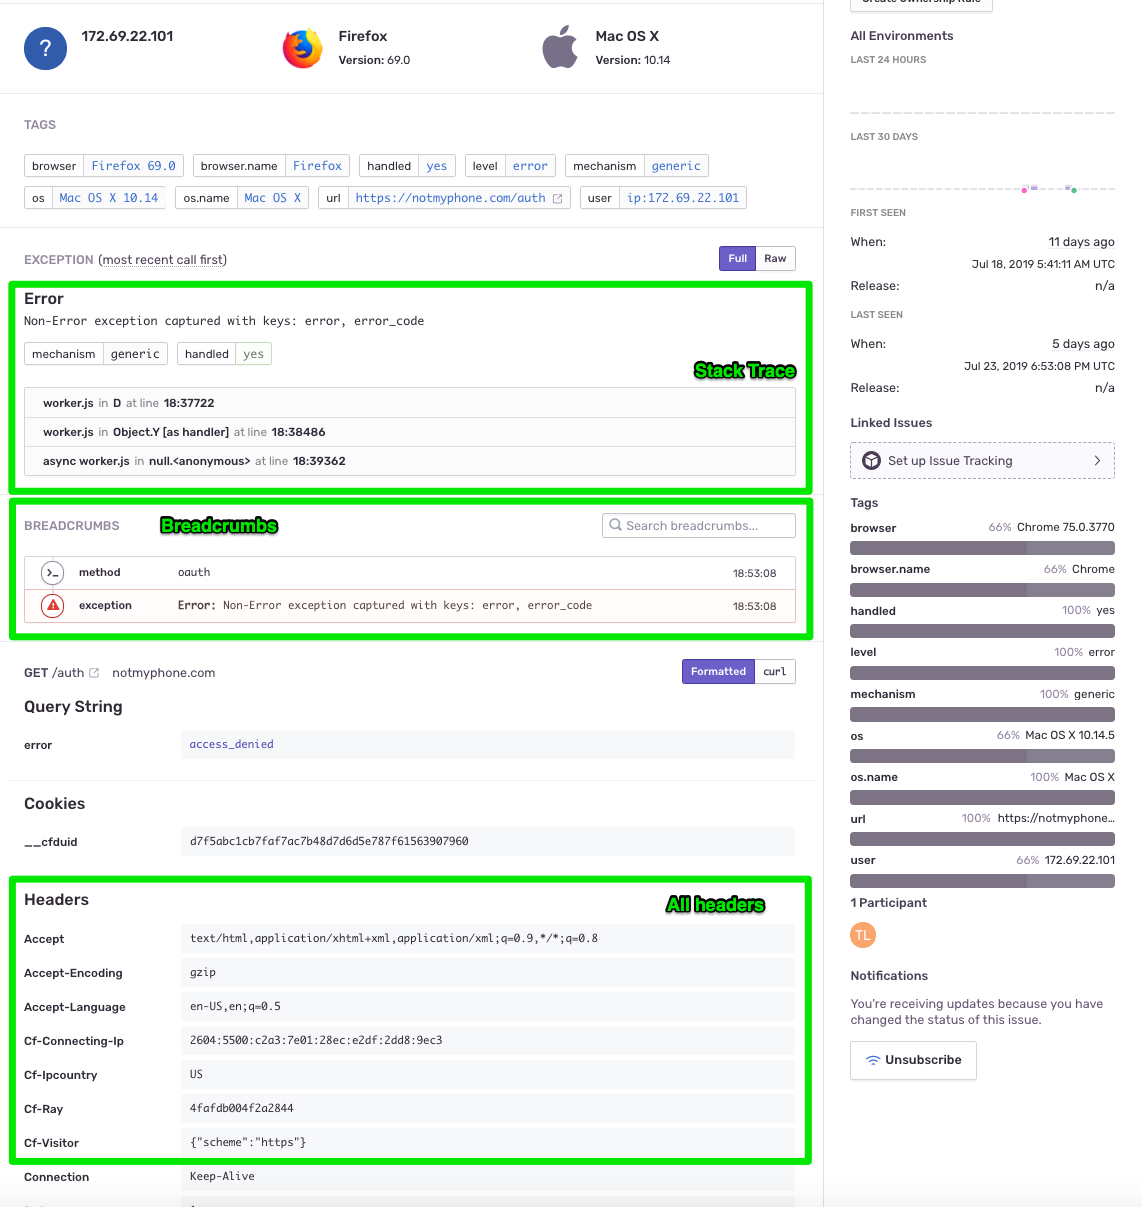 Create Ownership Rule
?
172.69.22.101
Firefox
Version: 69.0
Mac OS X
Version: 10.14
TAGS
browser Firefox 69.0 browser.name Firefox handled yes level error mechanism generic
os Mac OS X 10.14 os.name Mac OS X url https://notmyphone.com/auth user ip:172.69.22.101
EXCEPTION (most recent call first) Full Raw
Error
Non-Error exception captured with keys: error, error_code
mechanism generic handled yes
Stack Trace
worker.js in D at line 18:37722
worker.js in Object.Y [as handler] at line 18:38486
async worker.js in null.<anonymous> at line 18:39362
BREADCRUMBS Breadcrumbs Search breadcrumbs...
method oauth 18:53:08
exception Error: Non-Error exception captured with keys: error, error_code 18:53:08
GET /auth notmyphone.com Formatted curl
Query String
error access_denied
Cookies
__cfduid d7f5abc1cb7faf7ac7b48d7d6d5e787f61563907960
Headers All headers
Accept text/html,application/xhtml+xml,application/xml;q=0.9,*/*;q=0.8
Accept-Encoding gzip
Accept-Language en-US,en;q=0.5
Cf-Connecting-Ip 2604:5500:c2a3:7e01:28ec:e2df:2dd8:9ec3
Cf-Ipcountry US
Cf-Ray 4fafdb004f2a2844
Cf-Visitor {"scheme":"https"}
Connection Keep-Alive
All Environments
LAST 24 HOURS
LAST 30 DAYS
FIRST SEEN
When: 11 days ago
Jul 18, 2019 5:41:11 AM UTC
Release: n/a
LAST SEEN
When: 5 days ago
Jul 23, 2019 6:53:08 PM UTC
Release: n/a
Linked Issues
Set up Issue Tracking
Tags
browser 66% Chrome 75.0.3770
browser.name 66% Chrome
handled 100% yes
level 100% error
mechanism 100% generic
os 66% Mac OS X 10.14.5
os.name 100% Mac OS X
url 100% https://notmyphone...
user 66% 172.69.22.101
1 Participant
TL
Notifications
You're receiving updates because you have
changed the status of this issue.
Unsubscribe